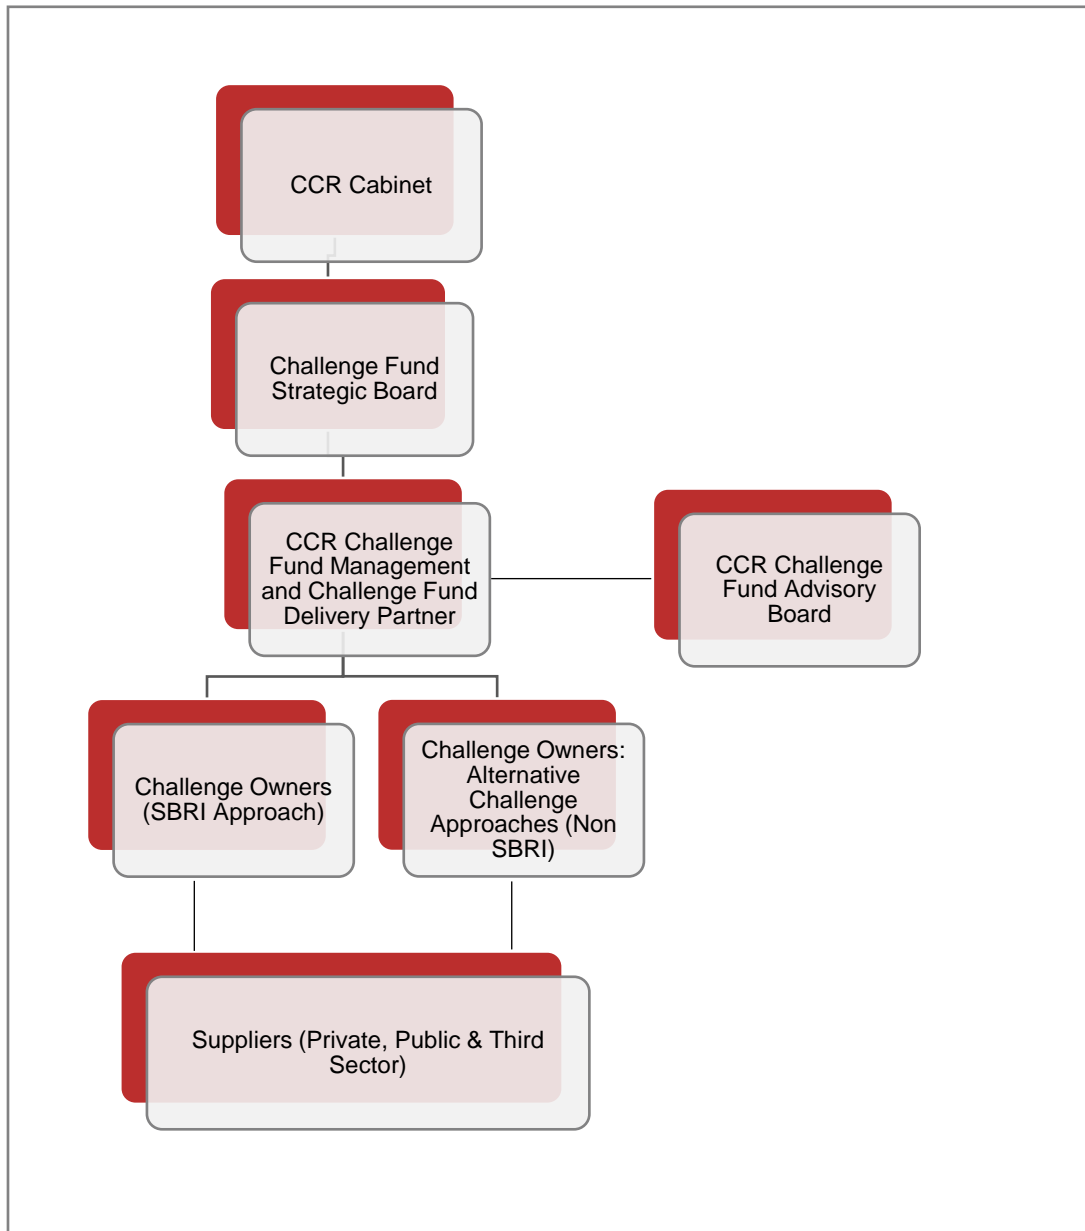 CCR Cabinet
Challenge Fund
Strategic Board
CCR Challenge
Fund Management
and Challenge Fund
Delivery Partner
CCR Challenge
Fund Advisory
Board
Challenge Owners
(SBRI Approach)
Challenge Owners:
Alternative
Challenge
Approaches (Non
SBRI)
Suppliers (Private, Public & Third
Sector)